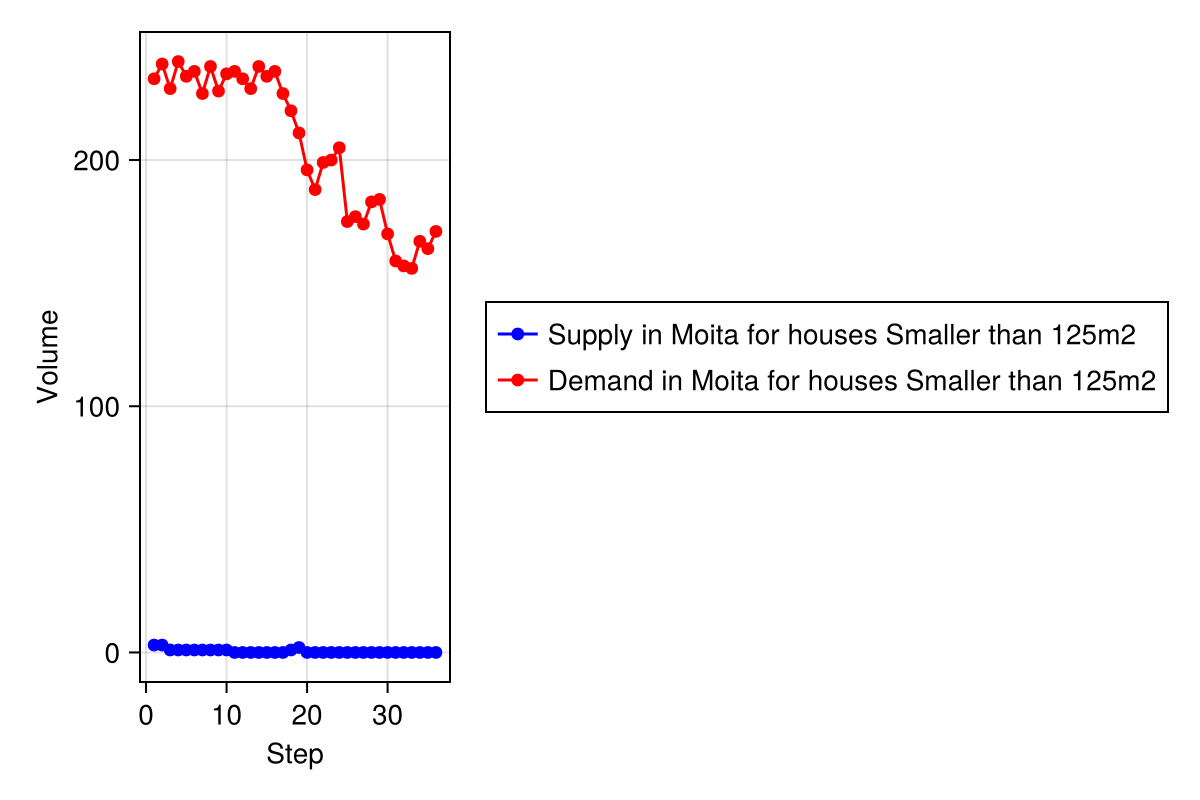 Volume
200
100
0
0 10 20 30
Step
Supply in Moita for houses Smaller than 125m2
Demand in Moita for houses Smaller than 125m2